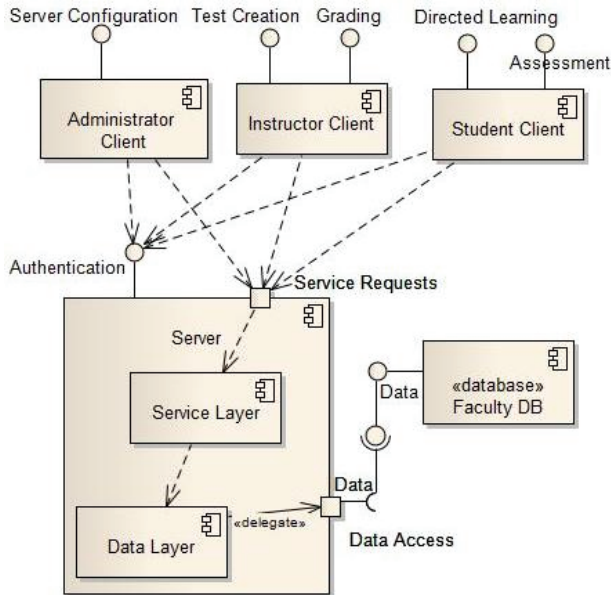 Server Configuration
Test Creation
Grading
Directed Learning
Assessment
Administrator
Client
Instructor Client
Student Client
Authentication
Service Requests
Server
Service Layer
«database»
Faculty DB
Data
Data
«delegate»
Data Layer
Data Access